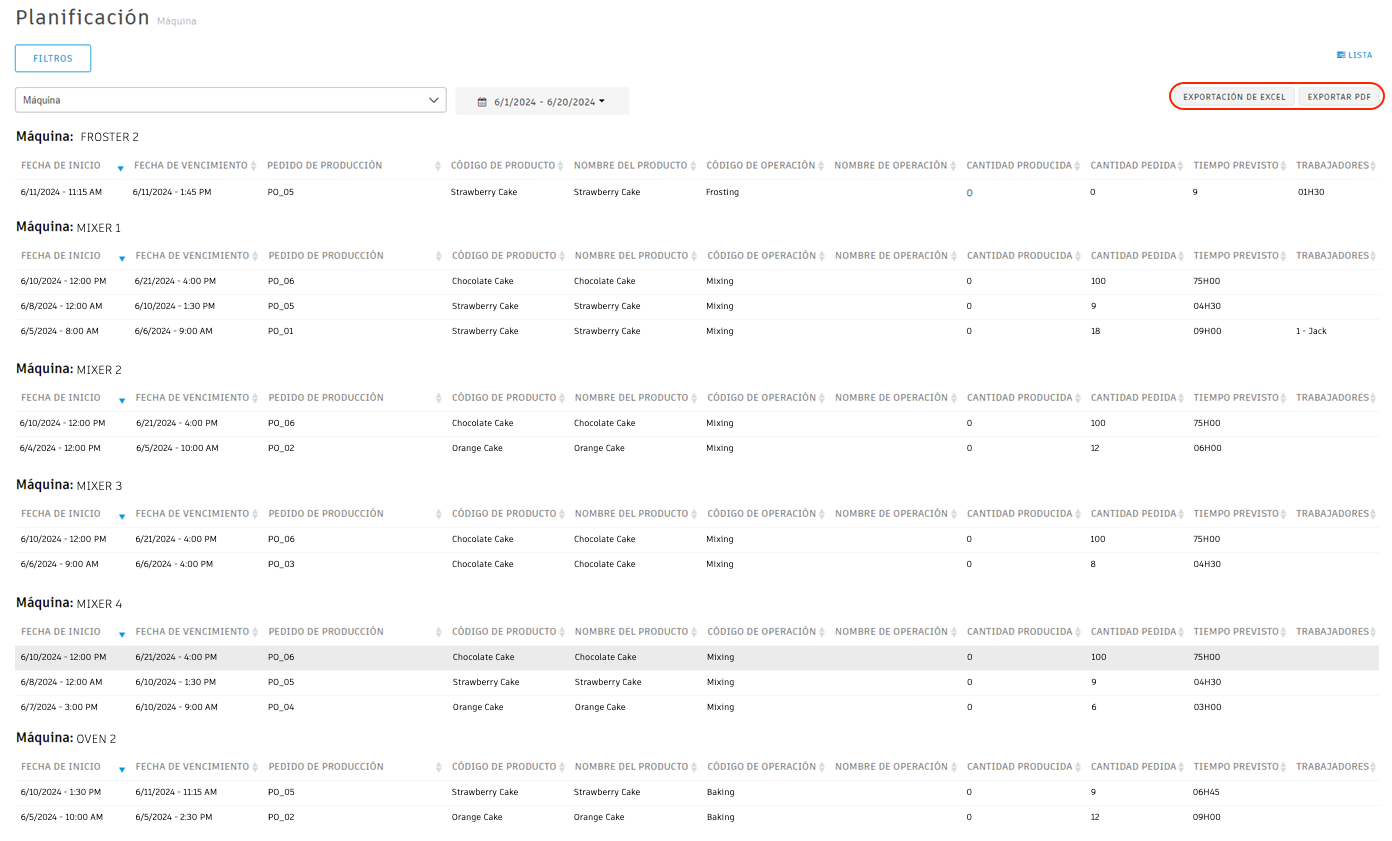 Planificación Máquina
FILTROS
LISTA
Máquina
6/1/2024 - 6/20/2024
EXPORTACIÓN DE EXCEL EXPORTAR PDF
Máquina: FROSTER 2
FECHA DE INICIO FECHA DE VENCIMIENTO PEDIDO DE PRODUCCIÓN CÓDIGO DE PRODUCTO NOMBRE DEL PRODUCTO CÓDIGO DE OPERACIÓN NOMBRE DE OPERACIÓN CANTIDAD PRODUCIDA CANTIDAD PEDIDA TIEMPO PREVISTO TRABAJADORES
6/11/2024 - 11:15 AM 6/11/2024 - 1:45 PM PO_05 Strawberry Cake Strawberry Cake Frosting 0 0 9 01H30
Máquina: MIXER 1
FECHA DE INICIO FECHA DE VENCIMIENTO PEDIDO DE PRODUCCIÓN CÓDIGO DE PRODUCTO NOMBRE DEL PRODUCTO CÓDIGO DE OPERACIÓN NOMBRE DE OPERACIÓN CANTIDAD PRODUCIDA CANTIDAD PEDIDA TIEMPO PREVISTO TRABAJADORES
6/10/2024 - 12:00 PM 6/21/2024 - 4:00 PM PO_06 Chocolate Cake Chocolate Cake Mixing 0 100 75H00
6/8/2024 - 12:00 AM 6/10/2024 - 1:30 PM PO_05 Strawberry Cake Strawberry Cake Mixing 0 9 04H30
6/5/2024 - 8:00 AM 6/6/2024 - 9:00 AM PO_01 Strawberry Cake Strawberry Cake Mixing 0 18 09H00 1 - Jack
Máquina: MIXER 2
FECHA DE INICIO FECHA DE VENCIMIENTO PEDIDO DE PRODUCCIÓN CÓDIGO DE PRODUCTO NOMBRE DEL PRODUCTO CÓDIGO DE OPERACIÓN NOMBRE DE OPERACIÓN CANTIDAD PRODUCIDA CANTIDAD PEDIDA TIEMPO PREVISTO TRABAJADORES
6/10/2024 - 12:00 PM 6/21/2024 - 4:00 PM PO_06 Chocolate Cake Chocolate Cake Mixing 0 100 75H00
6/4/2024 - 12:00 PM 6/5/2024 - 10:00 AM PO_02 Orange Cake Orange Cake Mixing 0 12 06H00
Máquina: MIXER 3
FECHA DE INICIO FECHA DE VENCIMIENTO PEDIDO DE PRODUCCIÓN CÓDIGO DE PRODUCTO NOMBRE DEL PRODUCTO CÓDIGO DE OPERACIÓN NOMBRE DE OPERACIÓN CANTIDAD PRODUCIDA CANTIDAD PEDIDA TIEMPO PREVISTO TRABAJADORES
6/10/2024 - 12:00 PM 6/21/2024 - 4:00 PM PO_06 Chocolate Cake Chocolate Cake Mixing 0 100 75H00
6/6/2024 - 9:00 AM 6/6/2024 - 4:00 PM PO_03 Chocolate Cake Chocolate Cake Mixing 0 8 04H30
Máquina: MIXER 4
FECHA DE INICIO FECHA DE VENCIMIENTO PEDIDO DE PRODUCCIÓN CÓDIGO DE PRODUCTO NOMBRE DEL PRODUCTO CÓDIGO DE OPERACIÓN NOMBRE DE OPERACIÓN CANTIDAD PRODUCIDA CANTIDAD PEDIDA TIEMPO PREVISTO TRABAJADORES
6/10/2024 - 12:00 PM 6/21/2024 - 4:00 PM PO_06 Chocolate Cake Chocolate Cake Mixing 0 100 75H00
6/8/2024 - 12:00 AM 6/10/2024 - 1:30 PM PO_05 Strawberry Cake Strawberry Cake Mixing 0 9 04H30
6/7/2024 - 3:00 PM 6/10/2024 - 9:00 AM PO_04 Orange Cake Orange Cake Mixing 0 6 03H00
Máquina: OVEN 2
FECHA DE INICIO FECHA DE VENCIMIENTO PEDIDO DE PRODUCCIÓN CÓDIGO DE PRODUCTO NOMBRE DEL PRODUCTO CÓDIGO DE OPERACIÓN NOMBRE DE OPERACIÓN CANTIDAD PRODUCIDA CANTIDAD PEDIDA TIEMPO PREVISTO TRABAJADORES
6/10/2024 - 1:30 PM 6/11/2024 - 11:15 AM PO_05 Strawberry Cake Strawberry Cake Baking 0 9 06H45
6/5/2024 - 10:00 AM 6/5/2024 - 2:30 PM PO_02 Orange Cake Orange Cake Baking 0 12 09H00